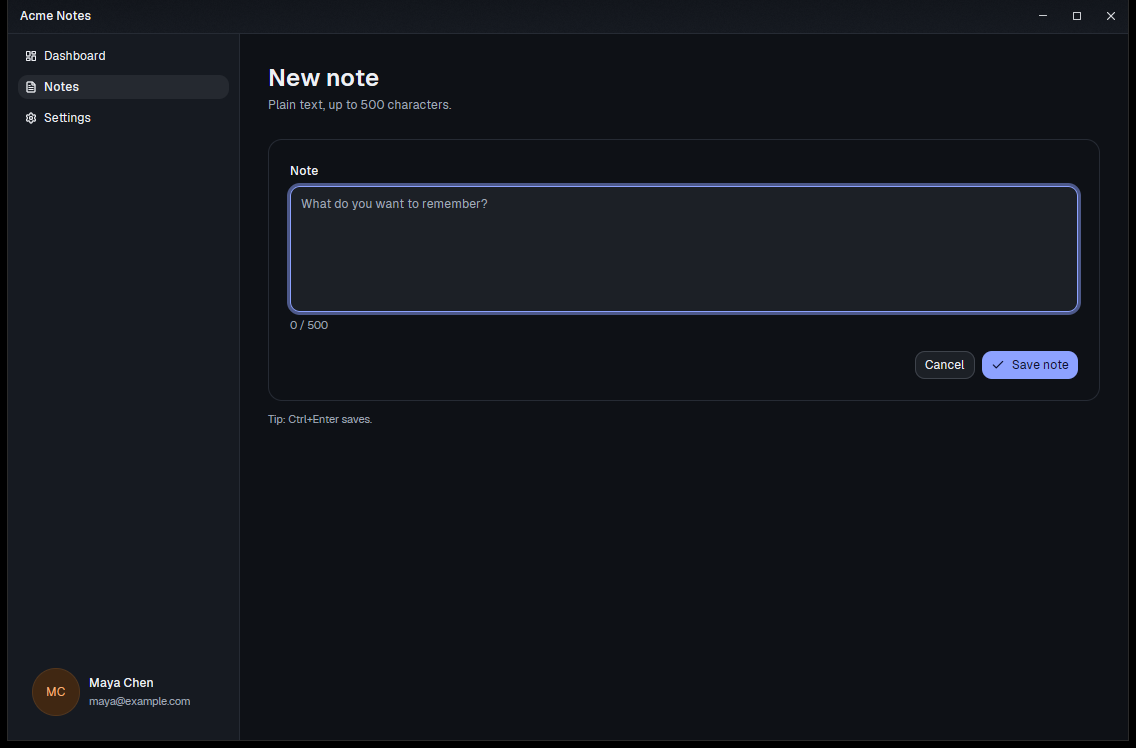 Acme Notes
Dashboard
Notes
Settings
New note
Plain text, up to 500 characters.
Note
What do you want to remember?
0 / 500
Cancel
Save note
Tip: Ctrl+Enter saves.
MC
Maya Chen
maya@example.com